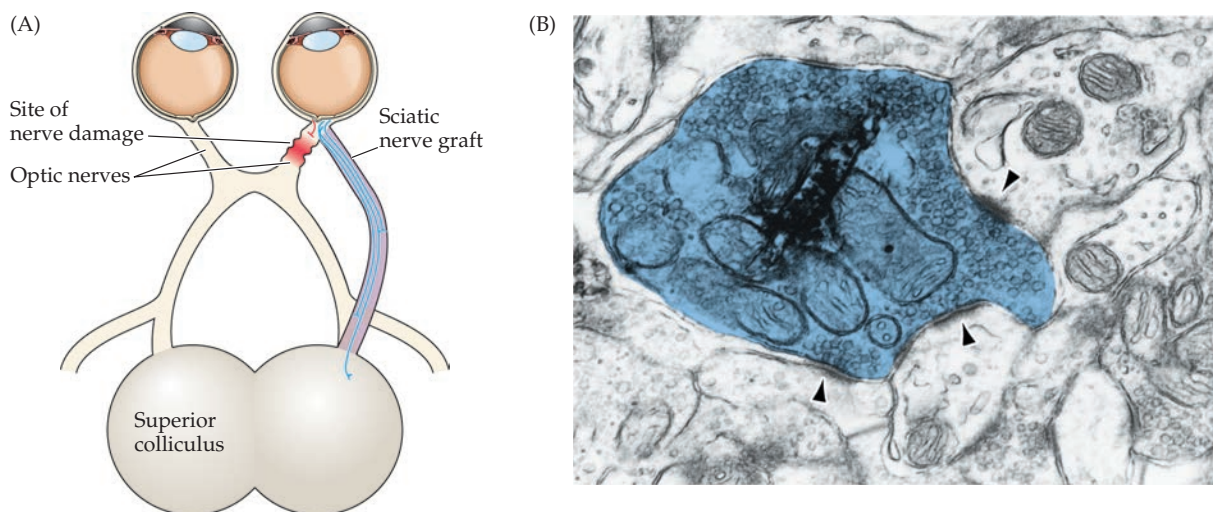 (A)
Site of
nerve damage
Optic nerves
Sciatic
nerve graft
Superior
colliculus
(B)